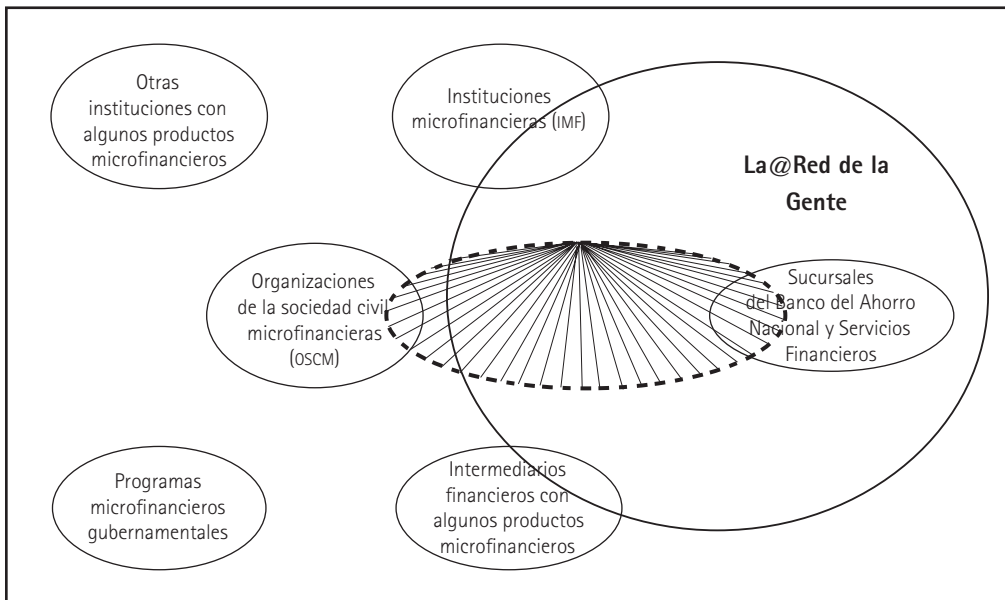 Otras
instituciones con
algunos productos
microfinancieros
Instituciones
microfinancieras (IMF)
La@Red de la
Gente
Organizaciones
de la sociedad civil
microfinancieras
(OSCM)
Sucursales
del Banco del Ahorro
Nacional y Servicios
Financieros
Programas
microfinancieros
gubernamentales
Intermediarios
financieros con
algunos productos
microfinancieros